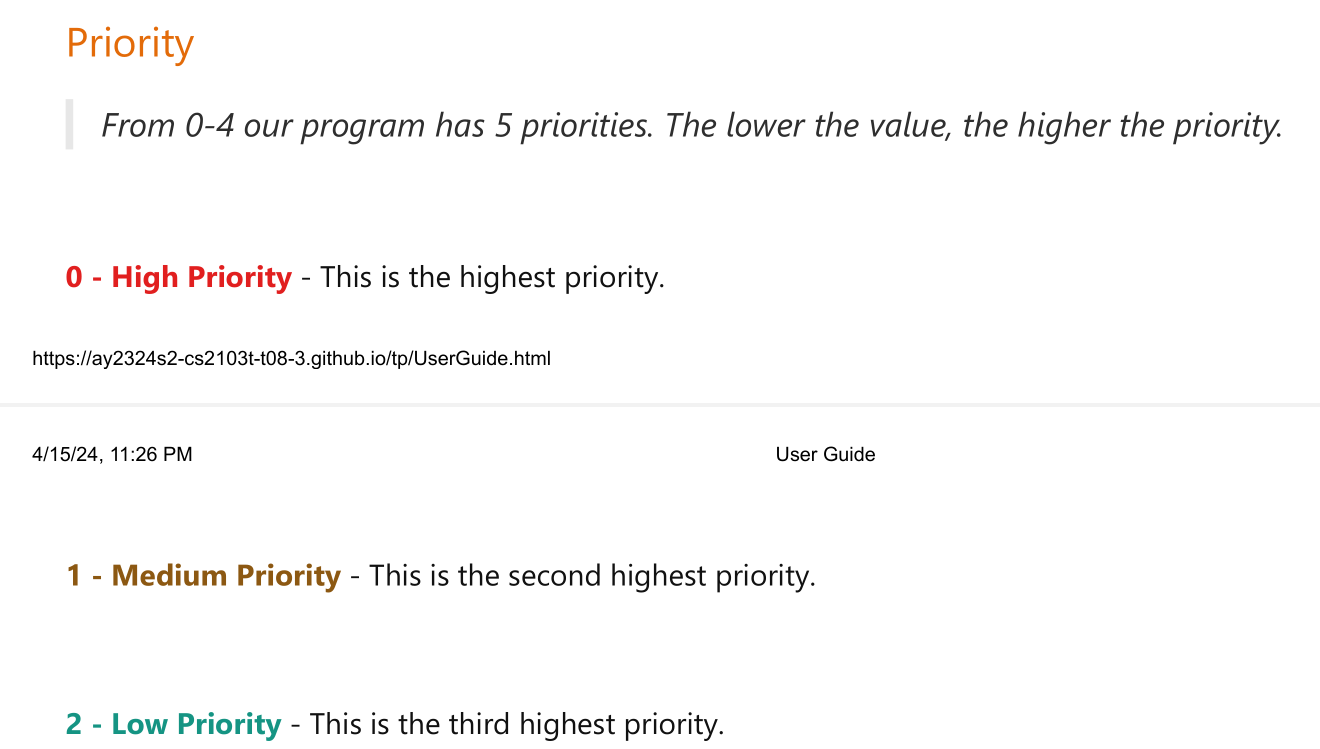 Priority
From 0-4 our program has 5 priorities. The lower the value, the higher the priority.
0 - High Priority - This is the highest priority.
https://ay2324s2-cs2103t-t08-3.github.io/tp/UserGuide.html
4/15/24, 11:26 PM User Guide
1 - Medium Priority - This is the second highest priority.
2 - Low Priority - This is the third highest priority.